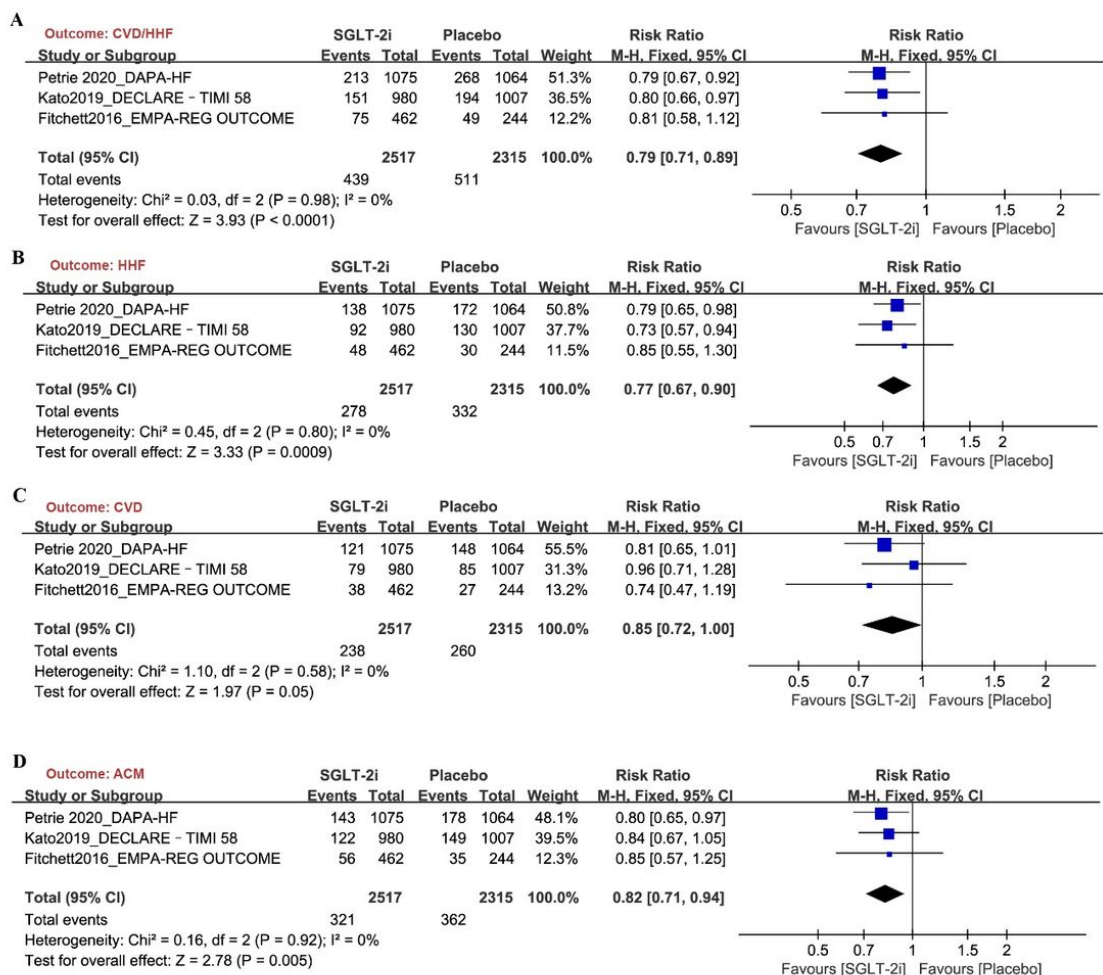 A
Outcome: CVD/HHF SGLT-2i Placebo Risk Ratio Risk Ratio
Study or Subgroup Events Total Events Total Weight M-H, Fixed, 95% CI M-H, Fixed, 95% CI
Petrie 2020_DAPA-HF 213 1075 268 1064 51.3% 0.79 [0.67, 0.92]
Kato2019_DECLARE - TIMI 58 151 980 194 1007 36.5% 0.80 [0.66, 0.97]
Fitchett2016_EMPA-REG OUTCOME 75 462 49 244 12.2% 0.81 [0.58, 1.12]
Total (95% CI) 2517 2315 100.0% 0.79 [0.71, 0.89]
Total events 439 511
Heterogeneity: Chi² = 0.03, df = 2 (P = 0.98); I² = 0%
Test for overall effect: Z = 3.93 (P < 0.0001)
0.5 0.7 1 1.5 2
Favours [SGLT-2i] Favours [Placebo]
B
Outcome: HHF SGLT-2i Placebo Risk Ratio Risk Ratio
Study or Subgroup Events Total Events Total Weight M-H, Fixed, 95% CI M-H, Fixed, 95% CI
Petrie 2020_DAPA-HF 138 1075 172 1064 50.8% 0.79 [0.65, 0.98]
Kato2019_DECLARE - TIMI 58 92 980 130 1007 37.7% 0.73 [0.57, 0.94]
Fitchett2016_EMPA-REG OUTCOME 48 462 30 244 11.5% 0.85 [0.55, 1.30]
Total (95% CI) 2517 2315 100.0% 0.77 [0.67, 0.90]
Total events 278 332
Heterogeneity: Chi² = 0.45, df = 2 (P = 0.80); I² = 0%
Test for overall effect: Z = 3.33 (P = 0.0009)
0.5 0.7 1 1.5 2
Favours [SGLT-2i] Favours [Placebo]
C
Outcome: CVD SGLT-2i Placebo Risk Ratio Risk Ratio
Study or Subgroup Events Total Events Total Weight M-H, Fixed, 95% CI M-H, Fixed, 95% CI
Petrie 2020_DAPA-HF 121 1075 148 1064 55.5% 0.81 [0.65, 1.01]
Kato2019_DECLARE - TIMI 58 79 980 85 1007 31.3% 0.96 [0.71, 1.28]
Fitchett2016_EMPA-REG OUTCOME 38 462 27 244 13.2% 0.74 [0.47, 1.19]
Total (95% CI) 2517 2315 100.0% 0.85 [0.72, 1.00]
Total events 238 260
Heterogeneity: Chi² = 1.10, df = 2 (P = 0.58); I² = 0%
Test for overall effect: Z = 1.97 (P = 0.05)
0.5 0.7 1 1.5 2
Favours [SGLT-2i] Favours [Placebo]
D
Outcome: ACM SGLT-2i Placebo Risk Ratio Risk Ratio
Study or Subgroup Events Total Events Total Weight M-H, Fixed, 95% CI M-H, Fixed, 95% CI
Petrie 2020_DAPA-HF 143 1075 178 1064 48.1% 0.80 [0.65, 0.97]
Kato2019_DECLARE - TIMI 58 122 980 149 1007 39.5% 0.84 [0.67, 1.05]
Fitchett2016_EMPA-REG OUTCOME 56 462 35 244 12.3% 0.85 [0.57, 1.25]
Total (95% CI) 2517 2315 100.0% 0.82 [0.71, 0.94]
Total events 321 362
Heterogeneity: Chi² = 0.16, df = 2 (P = 0.92); I² = 0%
Test for overall effect: Z = 2.78 (P = 0.005)
0.5 0.7 1 1.5 2
Favours [SGLT-2i] Favours [Placebo]